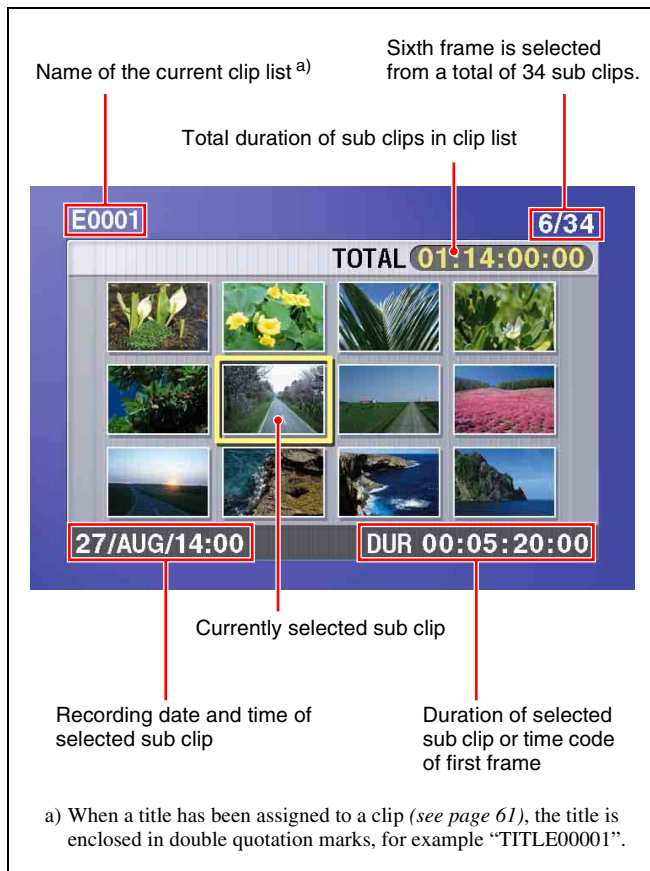 Name of the current clip list a)
Sixth frame is selected
from a total of 34 sub clips.
Total duration of sub clips in clip list
E0001
6/34
TOTAL 01:14:00:00
27/AUG/14:00
DUR 00:05:20:00
Currently selected sub clip
Recording date and time of
selected sub clip
Duration of selected
sub clip or time code
of first frame
a) When a title has been assigned to a clip (see page 61), the title is
enclosed in double quotation marks, for example “TITLE00001”.